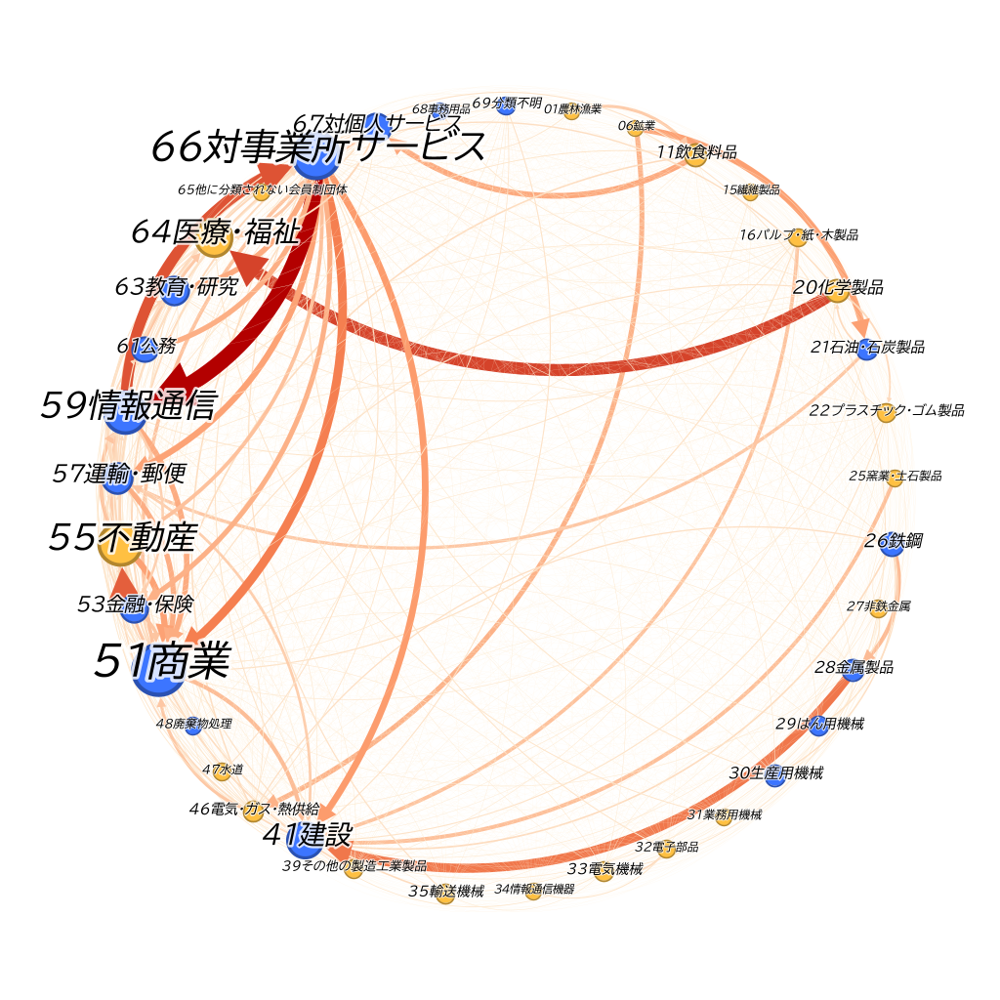 68事務用品
69分類不明
01農林漁業
67対個人サービス
06鉱業
66対事業所サービス
11飲食料品
65他に分類されない会員制団体
15繊維製品
64医療・福祉
16パルプ・紙・木製品
63教育・研究
20化学製品
61公務
21石油・石炭製品
59情報通信
22プラスチック・ゴム製品
57運輸・郵便
25窯業・土石製品
55不動産
26鉄鋼
53金融・保険
27非鉄金属
51商業
28金属製品
48廃棄物処理
29はん用機械
47水道
30生産用機械
46電気・ガス・熱供給
31業務用機械
41建設
32電子部品
39その他の製造工業製品
33電気機械
35輸送機械
34情報通信機器